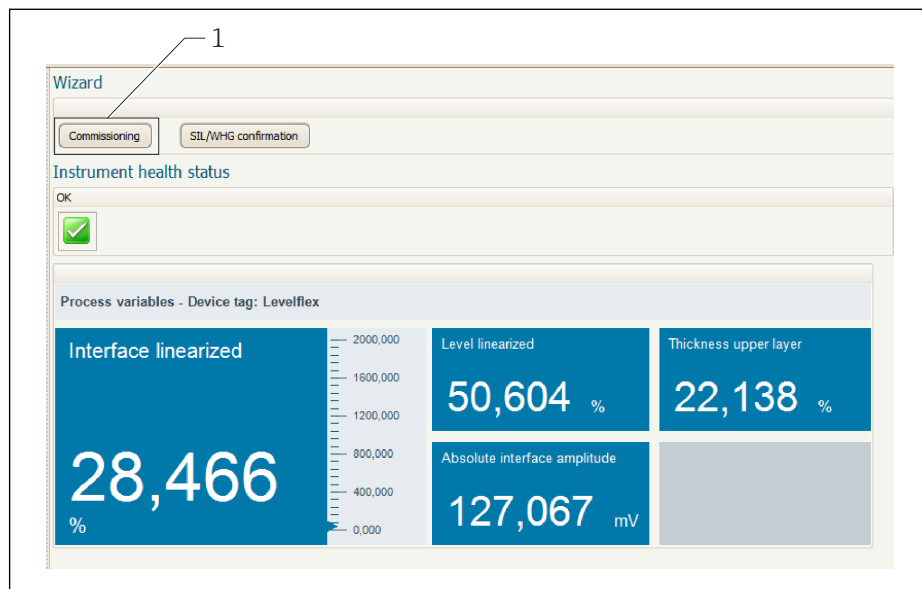 1
Wizard
Commissioning SIL/WHG confirmation
Instrument health status
OK
Process variables - Device tag: Levelflex
Interface linearized
28,466
%
2000,000
1600,000
1200,000
800,000
400,000
0,000
Level linearized
50,604 %
Thickness upper layer
22,138 %
Absolute interface amplitude
127,067 mV